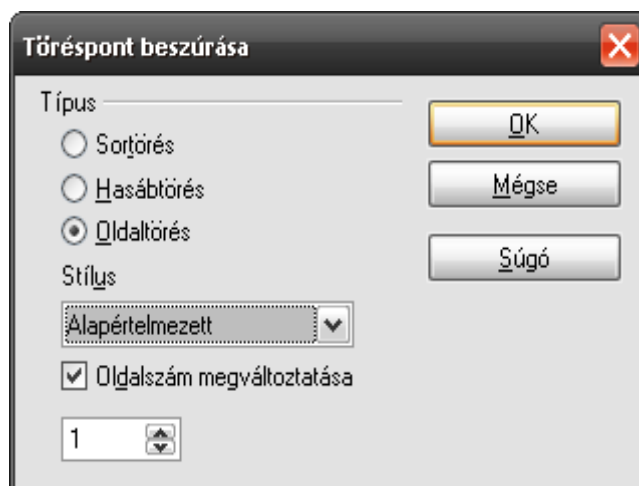 Töréspont beszúrása
Típus
Sortörés
Hasábtörés
Oldaltörés
Stílus
Alapértelmezett
Oldalszám megváltoztatása
1
OK
Mégse
Súgó